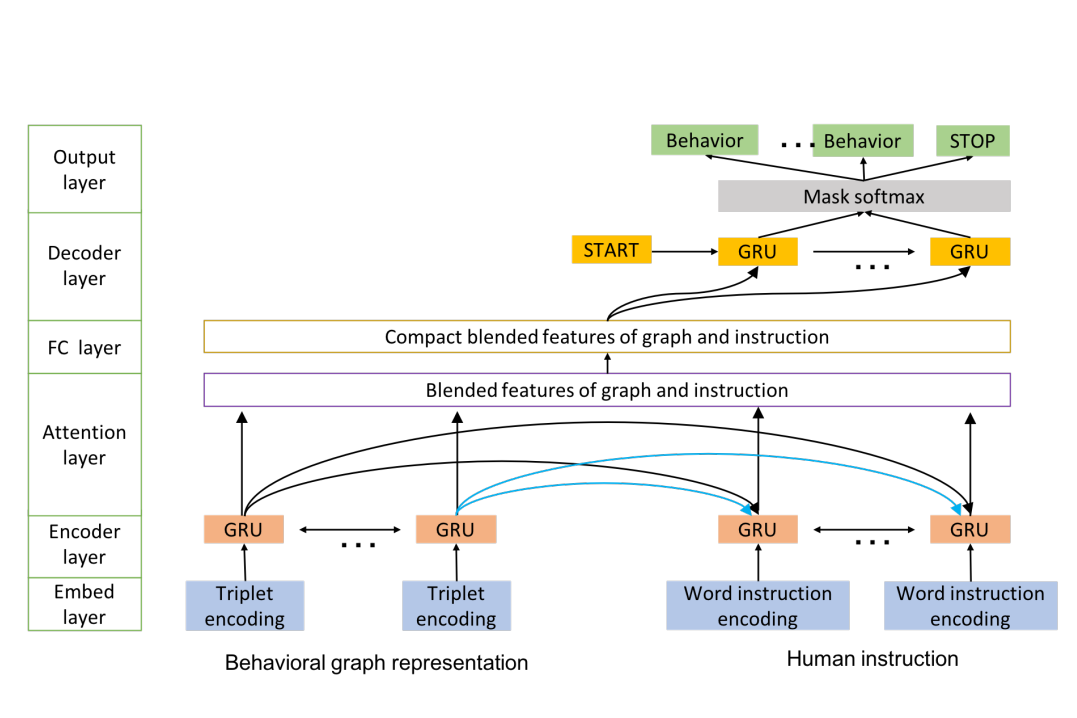 Output
layer
Behavior
...
Behavior
STOP
Mask softmax
Decoder
layer
START
GRU
...
GRU
FC layer
Compact blended features of graph and instruction
Blended features of graph and instruction
Attention
layer
Encoder
layer
GRU
...
GRU
GRU
...
GRU
Embed
layer
Triplet
encoding
Triplet
encoding
Word instruction
encoding
Word instruction
encoding
Behavioral graph representation
Human instruction